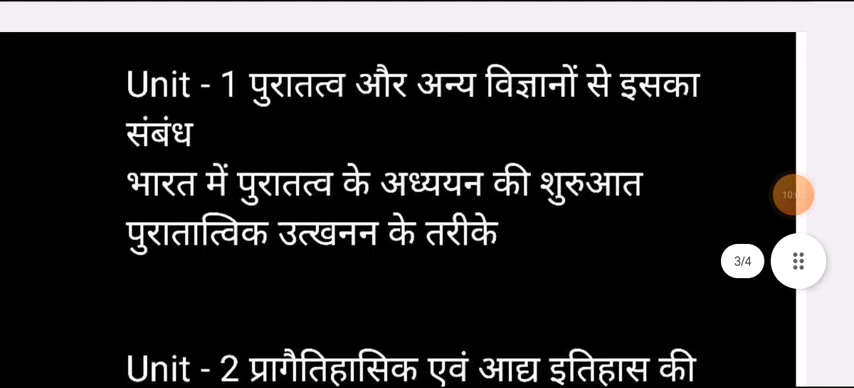 Unit - 1 पुरातत्व और अन्य विज्ञानों से इसका
संबंध
भारत में पुरातत्व के अध्ययन की शुरुआत
पुरातात्विक उत्खनन के तरीके
3/4
Unit - 2 प्रागैतिहासिक एवं आद्य इतिहास की